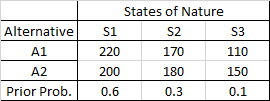 States of Nature
Alternative S1 S2 S3
A1 220 170 110
A2 200 180 150
Prior Prob. 0.6 0.3 0.1